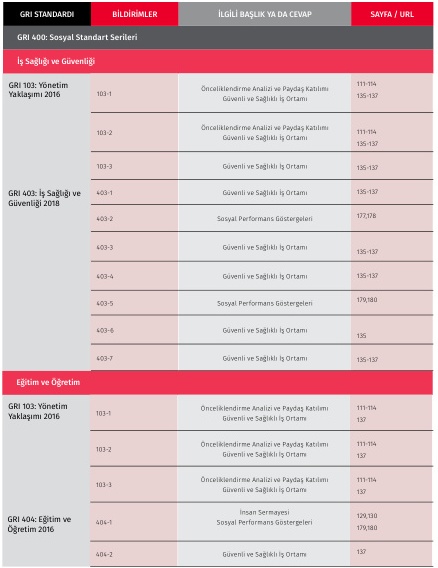 GRI STANDARDI BİLDİRİMLER İLGİLİ BAŞLIK YA DA CEVAP SAYFA / URL
GRI 400: Sosyal Standart Serileri
İş Sağlığı ve Güvenliği
GRI 103: Yönetim
Yaklaşımı 2016
103-1
Önceliklendirme Analizi ve Paydaş Katılımı
Güvenli ve Sağlıklı İş Ortamı
111-114
135-137
103-2
Önceliklendirme Analizi ve Paydaş Katılımı
Güvenli ve Sağlıklı İş Ortamı
111-114
135-137
103-3 Güvenli ve Sağlıklı İş Ortamı 135-137
GRI 403: İş Sağlığı ve
Güvenliği 2018
403-1 Güvenli ve Sağlıklı İş Ortamı 135-137
403-2 Sosyal Performans Göstergeleri 177,178
403-3 Güvenli ve Sağlıklı İş Ortamı 135-137
403-4 Güvenli ve Sağlıklı İş Ortamı 135-137
403-5 Sosyal Performans Göstergeleri 179,180
403-6 Güvenli ve Sağlıklı İş Ortamı 135
403-7 Güvenli ve Sağlıklı İş Ortamı 135-137
Eğitim ve Öğretim
GRI 103: Yönetim
Yaklaşımı 2016
103-1
Önceliklendirme Analizi ve Paydaş Katılımı
Güvenli ve Sağlıklı İş Ortamı
111-114
137
103-2
Önceliklendirme Analizi ve Paydaş Katılımı
Güvenli ve Sağlıklı İş Ortamı
111-114
137
103-3
Önceliklendirme Analizi ve Paydaş Katılımı
Güvenli ve Sağlıklı İş Ortamı
111-114
137
GRI 404: Eğitim ve
Öğretim 2016
404-1
İnsan Sermayesi
Sosyal Performans Göstergeleri
129,130
179,180
404-2 Güvenli ve Sağlıklı İş Ortamı 137